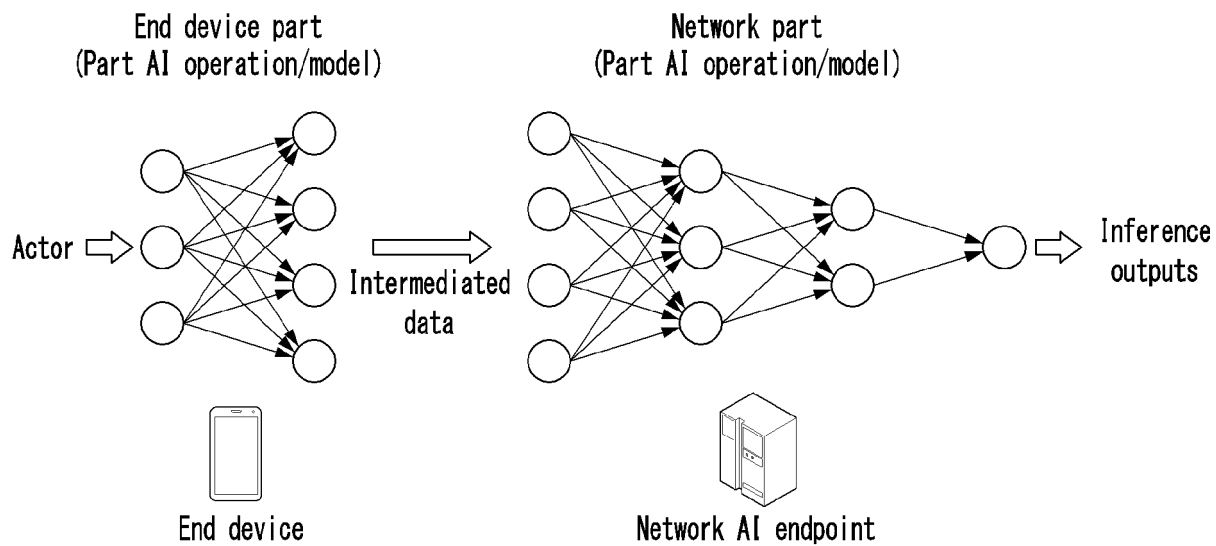 End device part
(Part AI operation/model)
Network part
(Part AI operation/model)
Actor
Intermediated
data
Inference
outputs
End device
Network AI endpoint